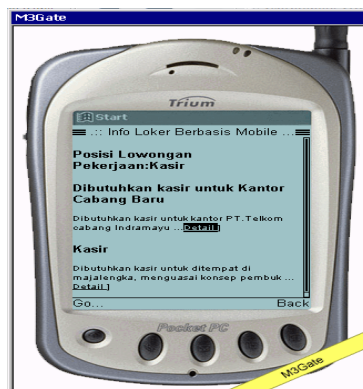 M3Gate
Trium
Start
.:: Info Loker Berbasis Mobile ...
Posisi Lowongan
Pekerjaan:Kasir
Dibutuhkan kasir untuk Kantor
Cabang Baru
Dibutuhkan kasir untuk kantor PT.Telkom
cabang Indramayu ...Detail ]
Kasir
Dibutuhkan kasir untuk ditempat di
majalengka, menguasai konsep pembuk ...
Detail ]
Go... Back
Pocket PC
M3Gate